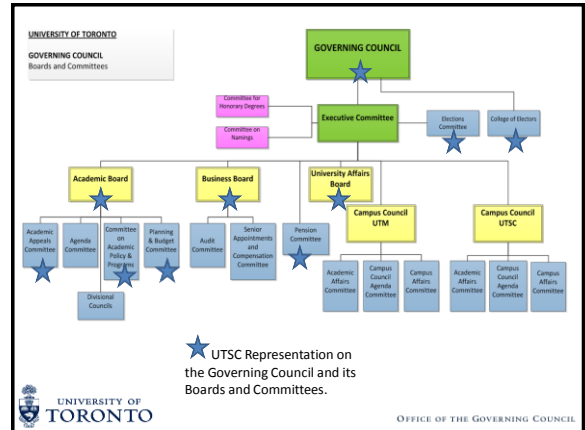 UNIVERSITY OF TORONTO
GOVERNING COUNCIL
Boards and Committees
GOVERNING COUNCIL
Committee for
Honorary Degrees
Executive Committee
Committee on
Namings
Elections
Committee
College of Electors
Academic Board
Business Board
University Affairs
Board
Campus Council
UTM
Campus Council
UTSC
Academic
Appeals
Committee
Agenda
Committee
Committee
on
Academic
Policy &
Programs
Planning
& Budget
Committee
Divisional
Councils
Audit
Committee
Senior
Appointments
and
Compensation
Committee
Pension
Committee
Academic
Affairs
Committee
Campus
Council
Agenda
Committee
Campus
Affairs
Committee
Academic
Affairs
Committee
Campus
Council
Agenda
Committee
Campus
Affairs
Committee
UTSC Representation on
the Governing Council and its
Boards and Committees.
UNIVERSITY OF
TORONTO
OFFICE OF THE GOVERNING COUNCIL